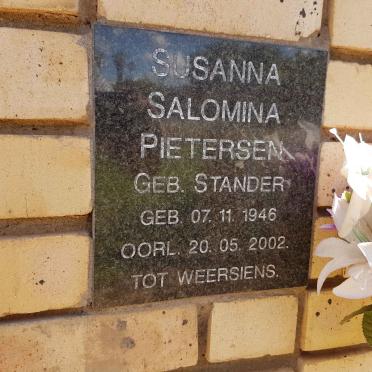 SUSANNA
SALOMINA
PIETERSEN
GEB. STANDER
GEB. 07. 11. 1946
OORL. 20. 05. 2002.
TOT WEERSIENS.